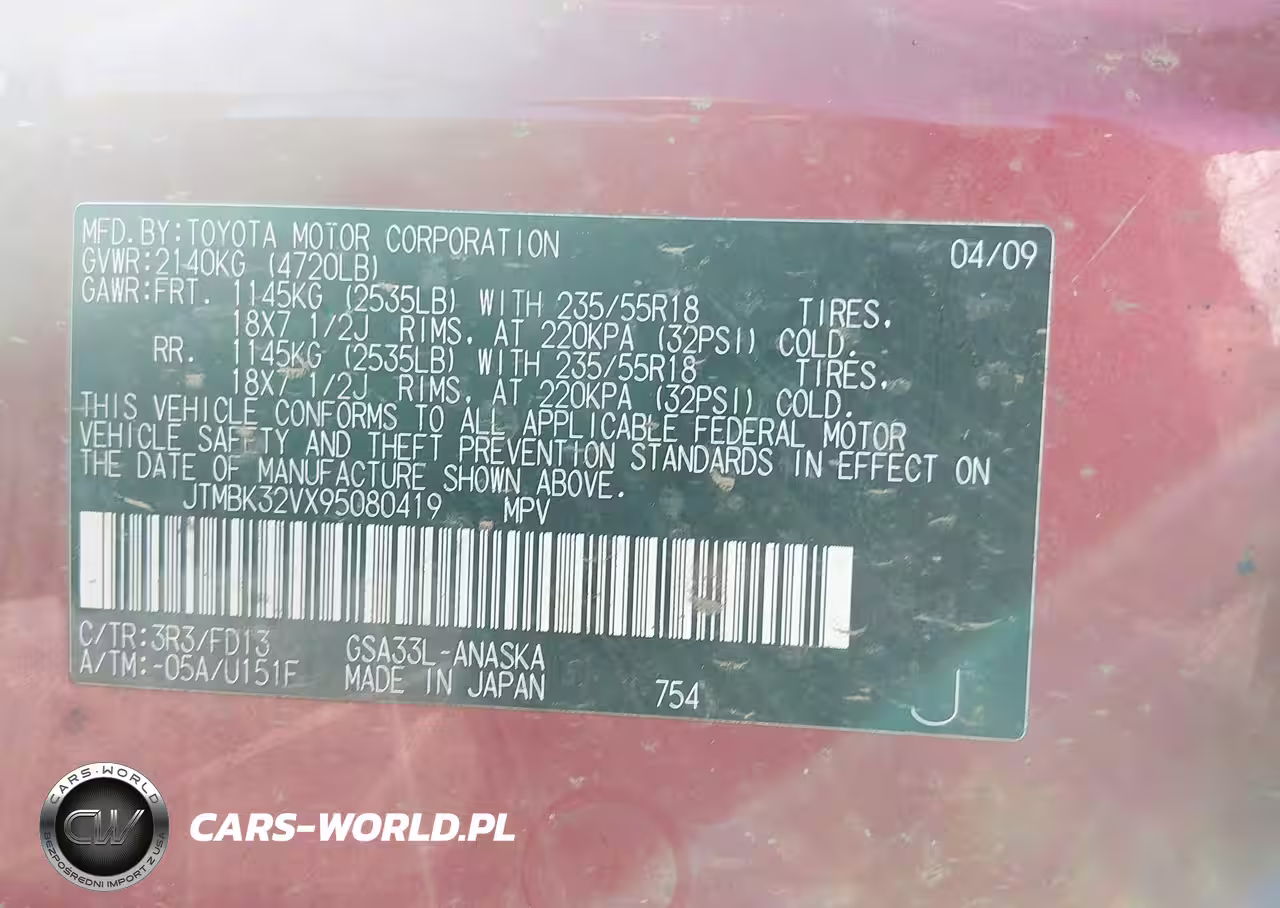 MFD. BY: TOYOTA MOTOR CORPORATION 04/09
GVWR: 2140KG (4720LB)
GAWR: FRT. 1145KG (2535LB) WITH 235/55R18 TIRES,
18X7 1/2J RIMS, AT 220KPA (32PSI) COLD.
RR. 1145KG (2535LB) WITH 235/55R18 TIRES,
18X7 1/2J RIMS, AT 220KPA (32PSI) COLD.
THIS VEHICLE CONFORMS TO ALL APPLICABLE FEDERAL MOTOR
VEHICLE SAFETY AND THEFT PREVENTION STANDARDS IN EFFECT ON
THE DATE OF MANUFACTURE SHOWN ABOVE.
JTMBK32VX95080419 MPV
C/TR: 3R3/FD13 GSA33L-ANASKA
A/TM: -05A/U151F MADE IN JAPAN 754 J
CARS-WORLD
CW
BEZPOŚREDNI IMPORT Z USA
CARS-WORLD.PL